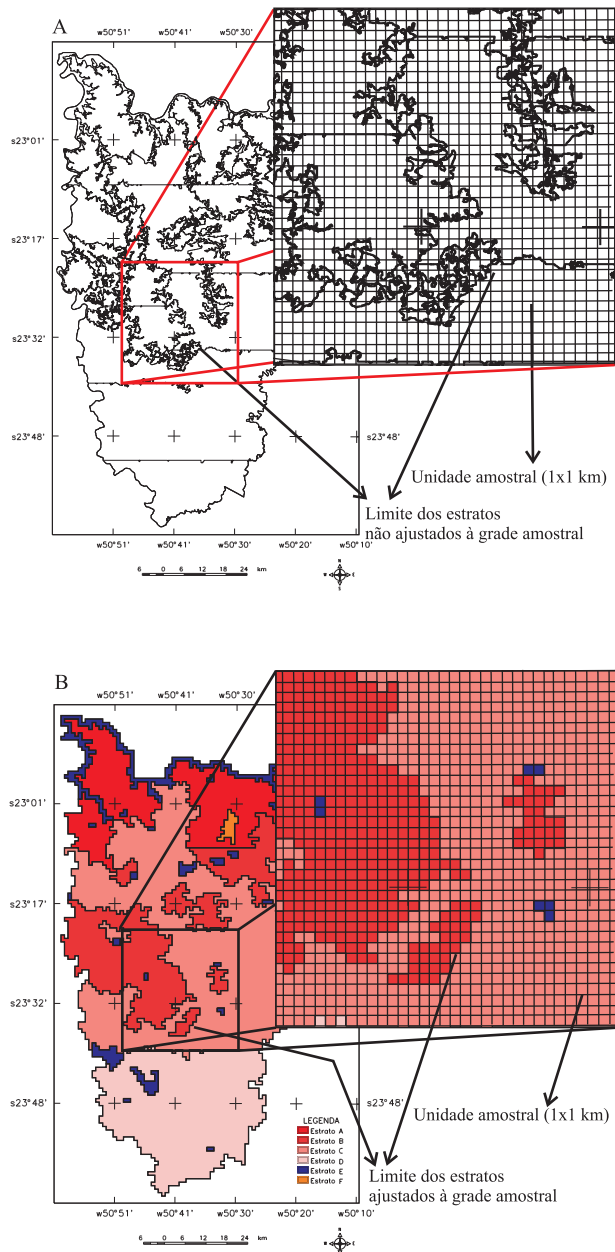 A
w50°51' w50°41' w50°30'
s23°01'
s23°17'
s23°32'
s23°48' s23°48'
Unidade amostral (1x1 km)
Limite dos estratos
não ajustados à grade amostral
w50°51' w50°41' w50°30' w50°20' w50°10'
6 0 6 12 18 24 km
N
W E
S
B
w50°51' w50°41' w50°30'
s23°01'
s23°17'
s23°32'
s23°48' s23°48'
Unidade amostral (1x1 km)
LEGENDA
Estrato A
Estrato B
Estrato C
Estrato D
Estrato E
Estrato F
Limite dos estratos
ajustados à grade amostral
w50°51' w50°41' w50°30' w50°20' w50°10'
6 0 6 12 18 24 km
N
W E
S